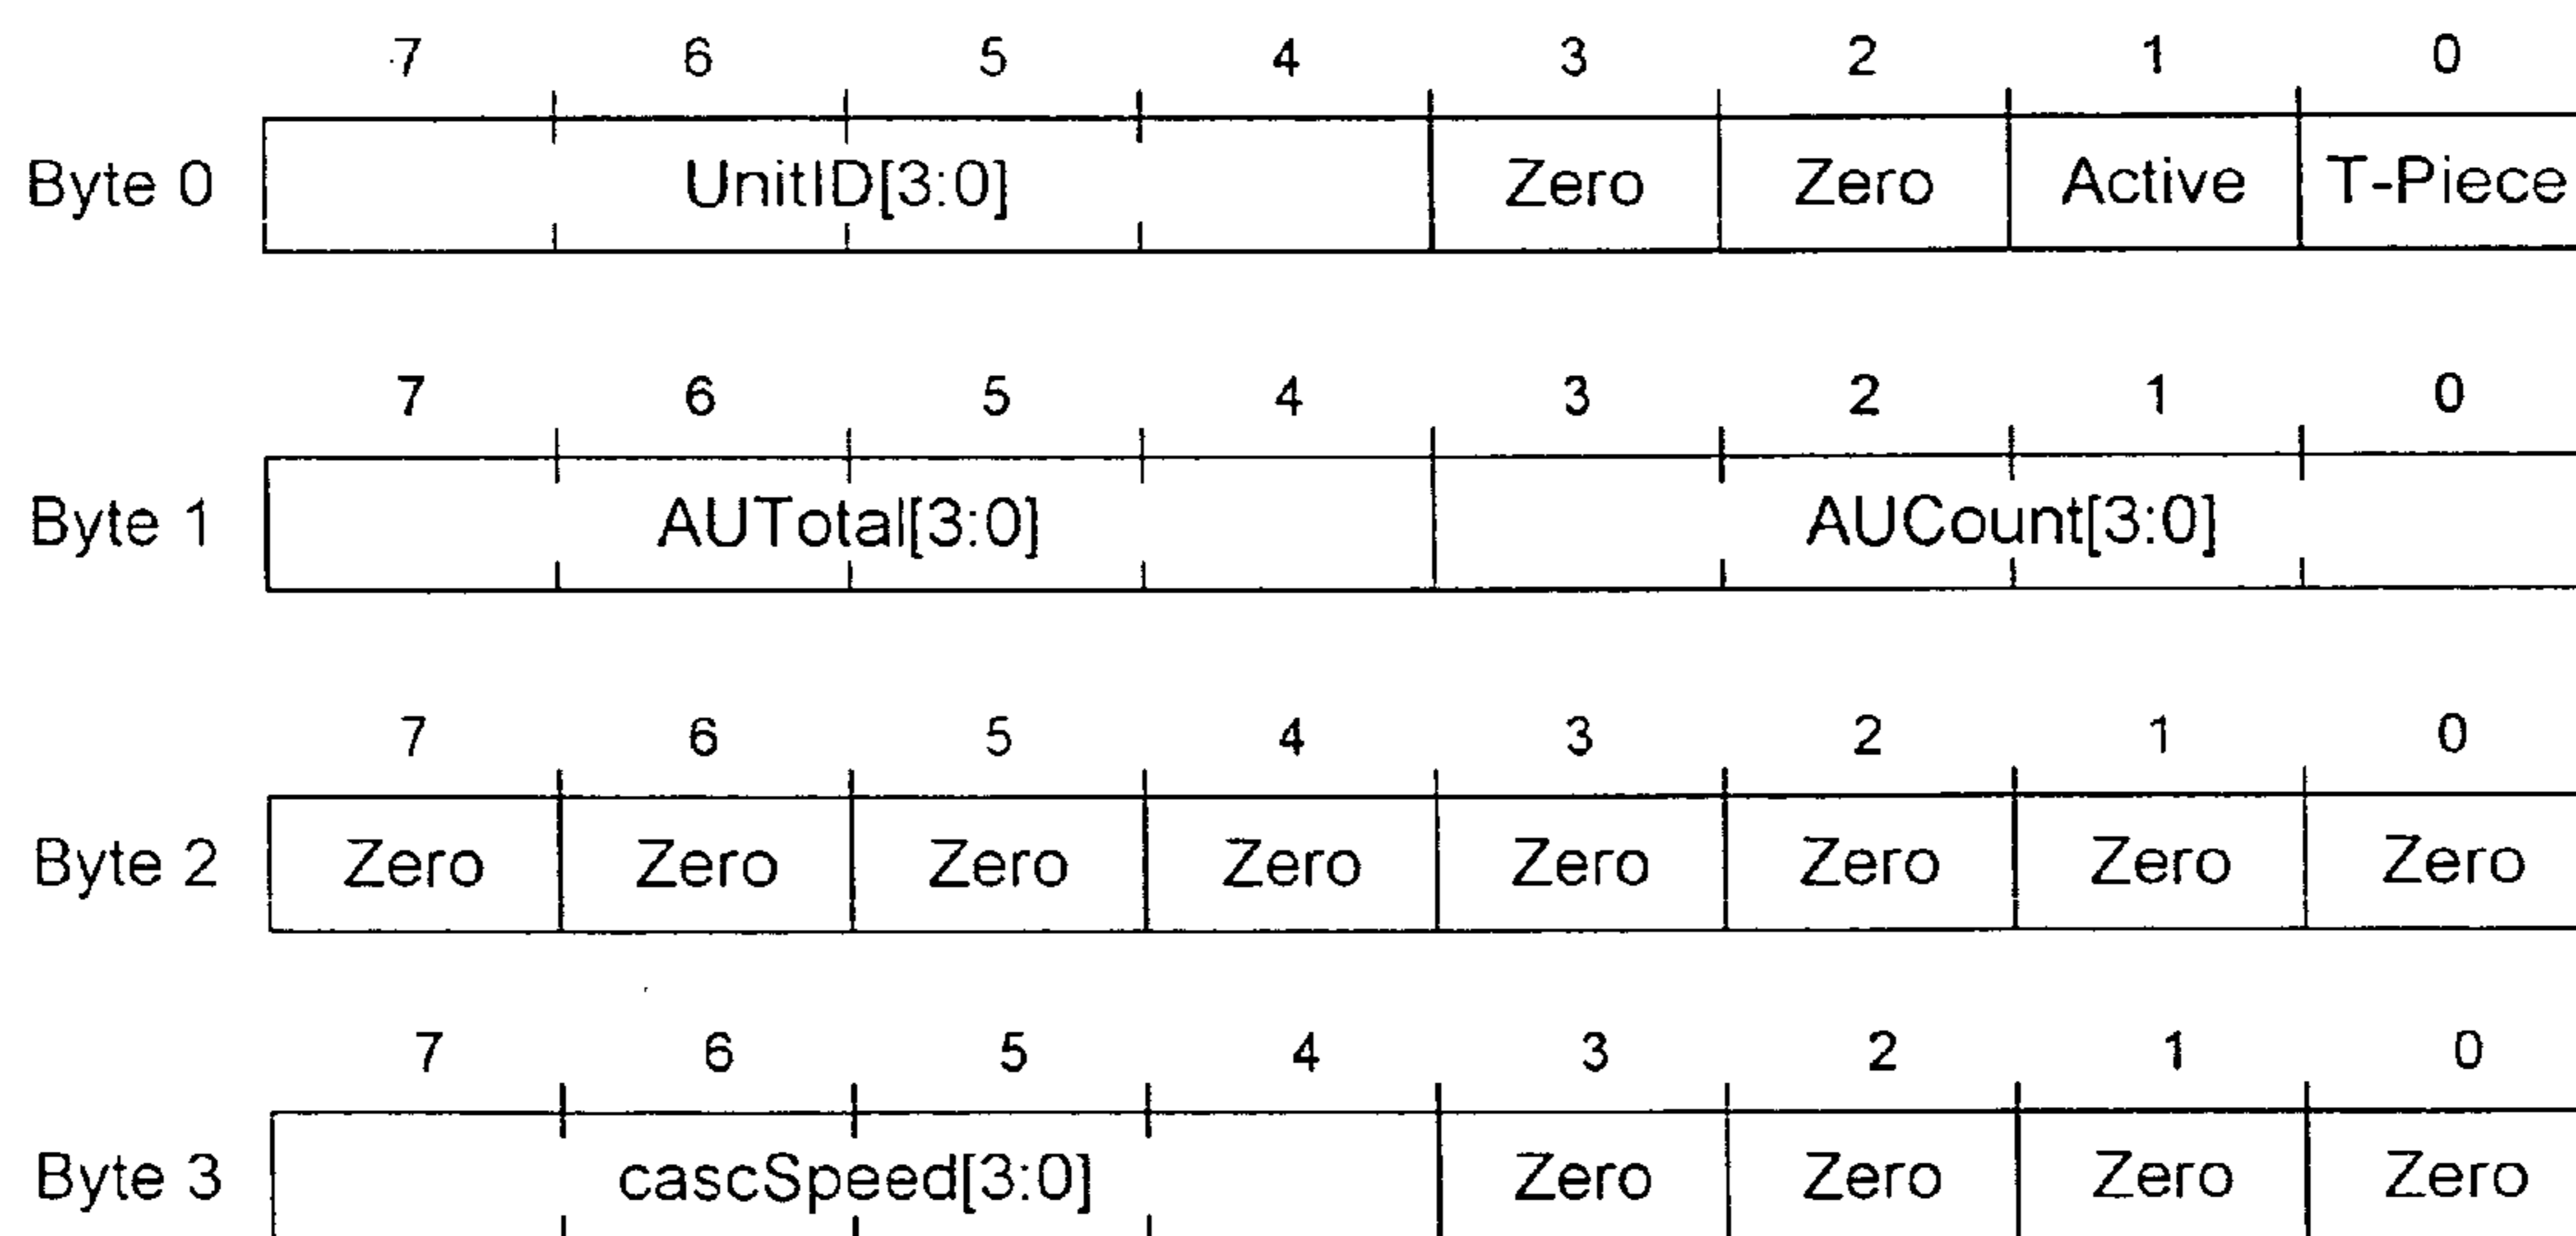 7 6 5 4 3 2 1 0
Byte 0 UnitID[3:0] Zero Zero Active T-Piece
7 6 5 4 3 2 1 0
Byte 1 AUTotal[3:0] AUCount[3:0]
7 6 5 4 3 2 1 0
Byte 2 Zero Zero Zero Zero Zero Zero Zero Zero
7 6 5 4 3 2 1 0
Byte 3 cascSpeed[3:0] Zero Zero Zero Zero